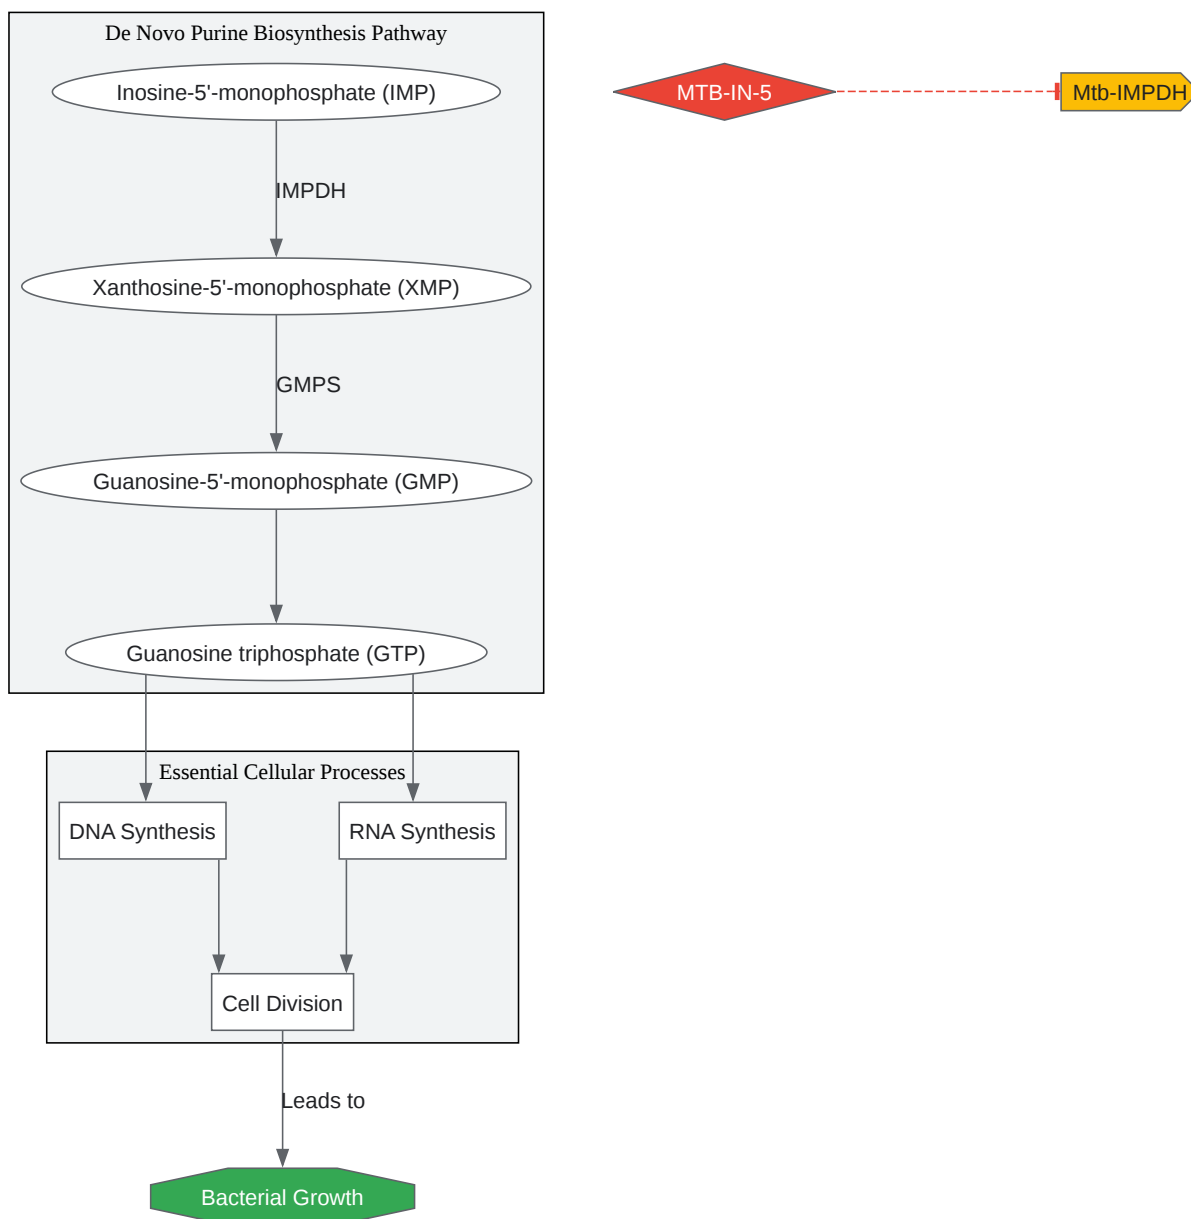 De Novo Purine Biosynthesis Pathway
Inosine-5'-monophosphate (IMP)
MTB-IN-5
Mtb-IMPDH
IMPDH
Xanthosine-5'-monophosphate (XMP)
GMPS
Guanosine-5'-monophosphate (GMP)
Guanosine triphosphate (GTP)
Essential Cellular Processes
DNA Synthesis
RNA Synthesis
Cell Division
Leads to
Bacterial Growth